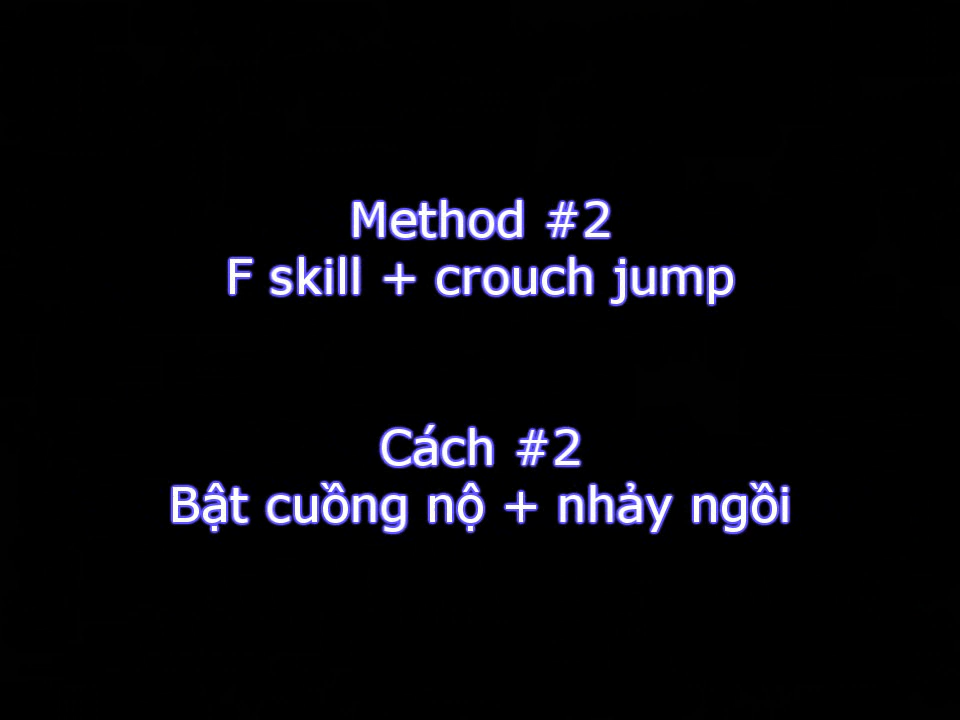 Method #2
F skill + crouch jump
Cách #2
Bật cuồng nộ + nhảy ngồi